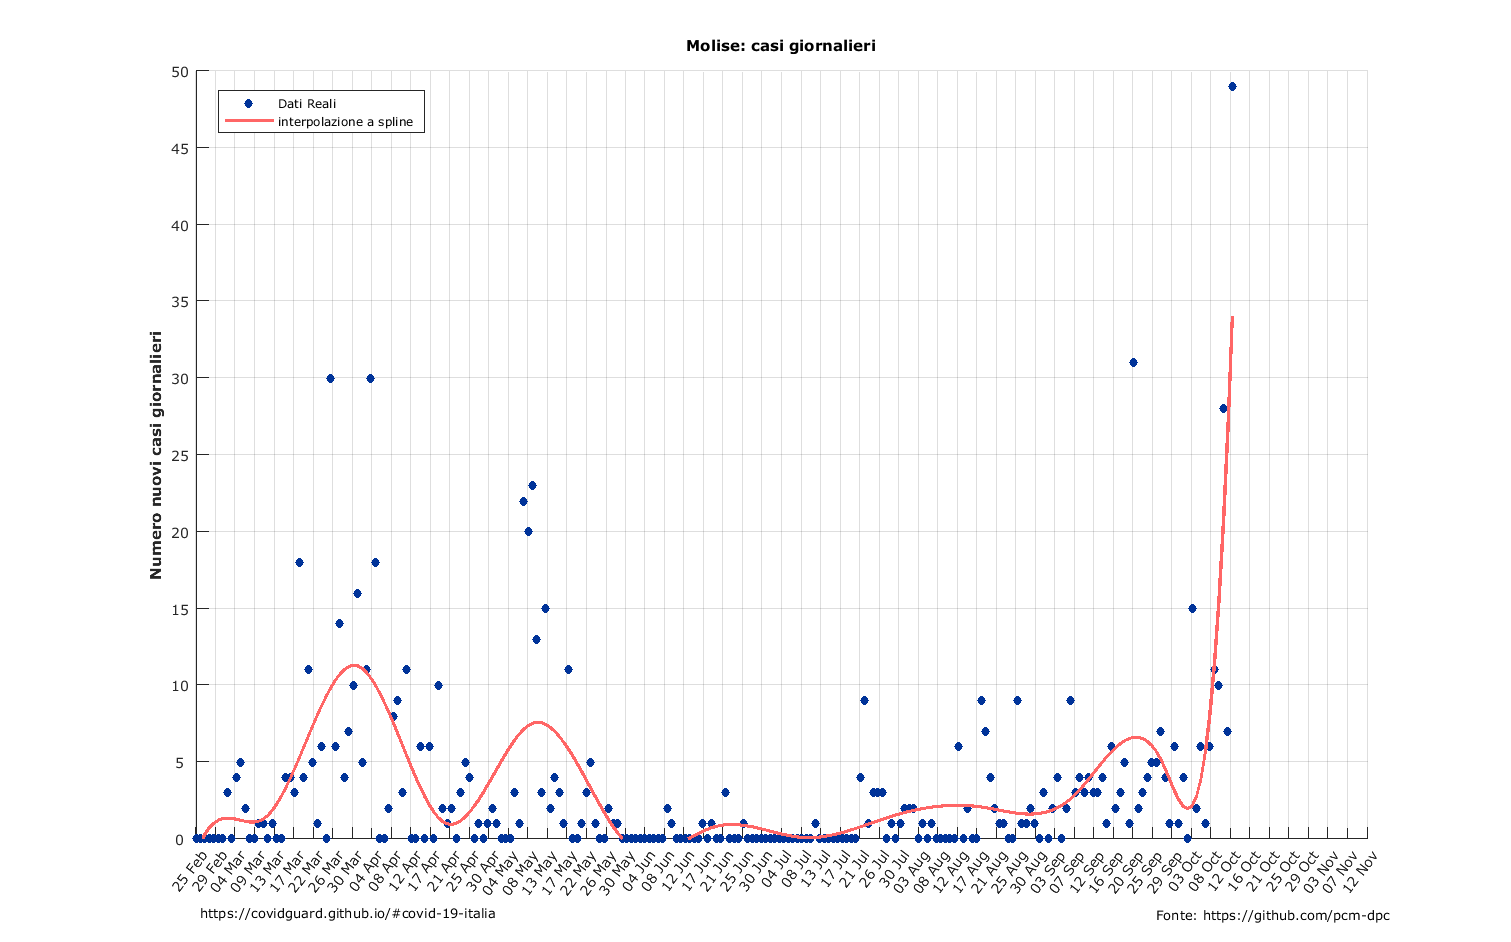 Molise: casi giornalieri
Dati Reali
interpolazione a spline
Numero nuovi casi giornalieri
50
45
40
35
30
25
20
15
10
5
0
25 Feb
29 Feb
04 Mar
09 Mar
13 Mar
17 Mar
22 Mar
26 Mar
30 Mar
04 Apr
08 Apr
12 Apr
17 Apr
21 Apr
25 Apr
30 Apr
04 May
08 May
13 May
17 May
22 May
26 May
30 May
04 Jun
08 Jun
12 Jun
17 Jun
21 Jun
25 Jun
30 Jun
04 Jul
08 Jul
13 Jul
17 Jul
21 Jul
26 Jul
30 Jul
03 Aug
08 Aug
12 Aug
17 Aug
21 Aug
25 Aug
30 Aug
03 Sep
07 Sep
12 Sep
16 Sep
20 Sep
25 Sep
29 Sep
03 Oct
08 Oct
12 Oct
16 Oct
21 Oct
25 Oct
29 Oct
03 Nov
07 Nov
12 Nov
https://covidguard.github.io/#covid-19-italia
Fonte: https://github.com/pcm-dpc